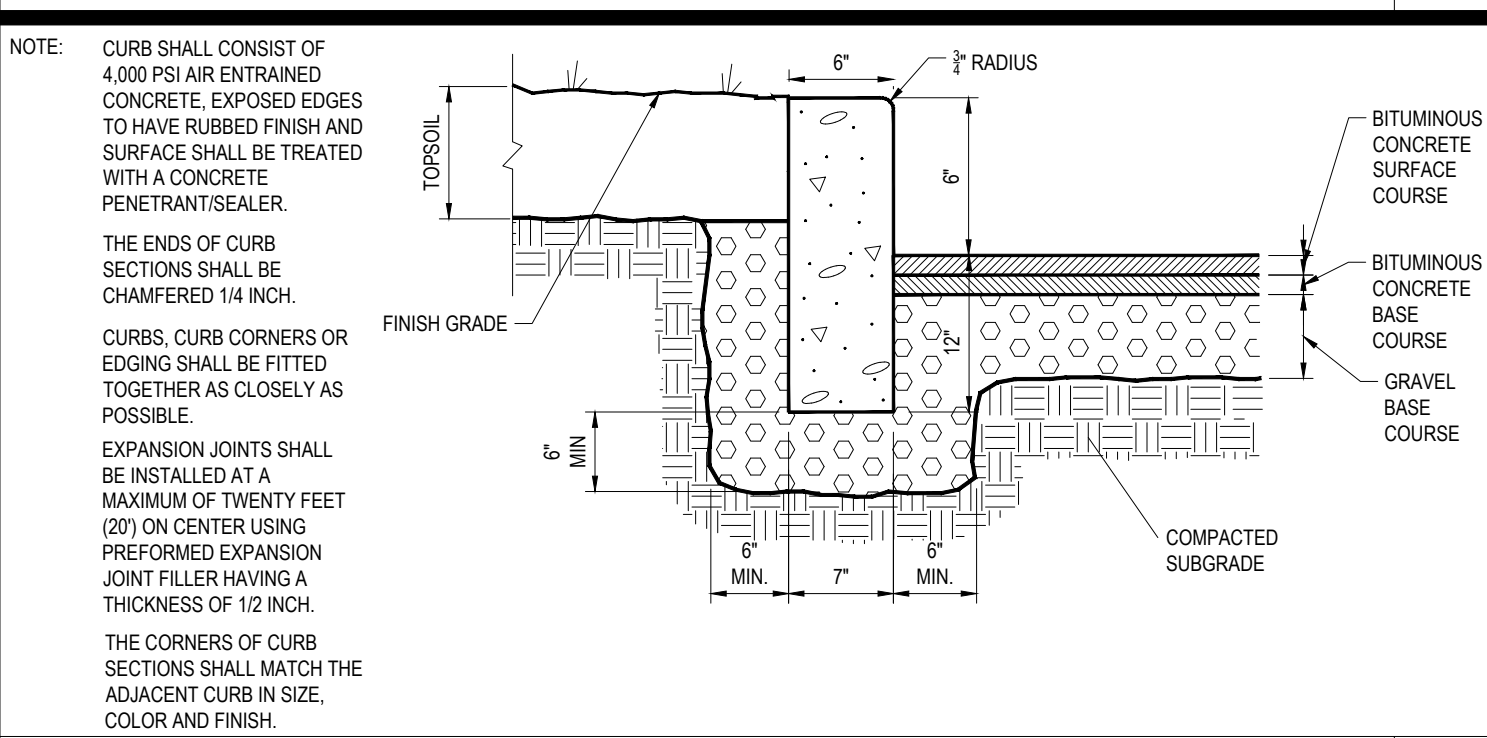 NOTE: CURB SHALL CONSIST OF
4,000 PSI AIR ENTRAINED
CONCRETE, EXPOSED EDGES
TO HAVE RUBBED FINISH AND
SURFACE SHALL BE TREATED
WITH A CONCRETE
PENETRANT/SEALER.
THE ENDS OF CURB
SECTIONS SHALL BE
CHAMFERED 1/4 INCH.
CURBS, CURB CORNERS OR
EDGING SHALL BE FITTED
TOGETHER AS CLOSELY AS
POSSIBLE.
EXPANSION JOINTS SHALL
BE INSTALLED AT A
MAXIMUM OF TWENTY FEET
(20') ON CENTER USING
PREFORMED EXPANSION
JOINT FILLER HAVING A
THICKNESS OF 1/2 INCH.
THE CORNERS OF CURB
SECTIONS SHALL MATCH THE
ADJACENT CURB IN SIZE,
COLOR AND FINISH.
TOPSOIL
FINISH GRADE
6"
3/4" RADIUS
6"
12"
6"
MIN
6"
MIN.
7"
6"
MIN.
BITUMINOUS
CONCRETE
SURFACE
COURSE
BITUMINOUS
CONCRETE
BASE
COURSE
GRAVEL
BASE
COURSE
COMPACTED
SUBGRADE